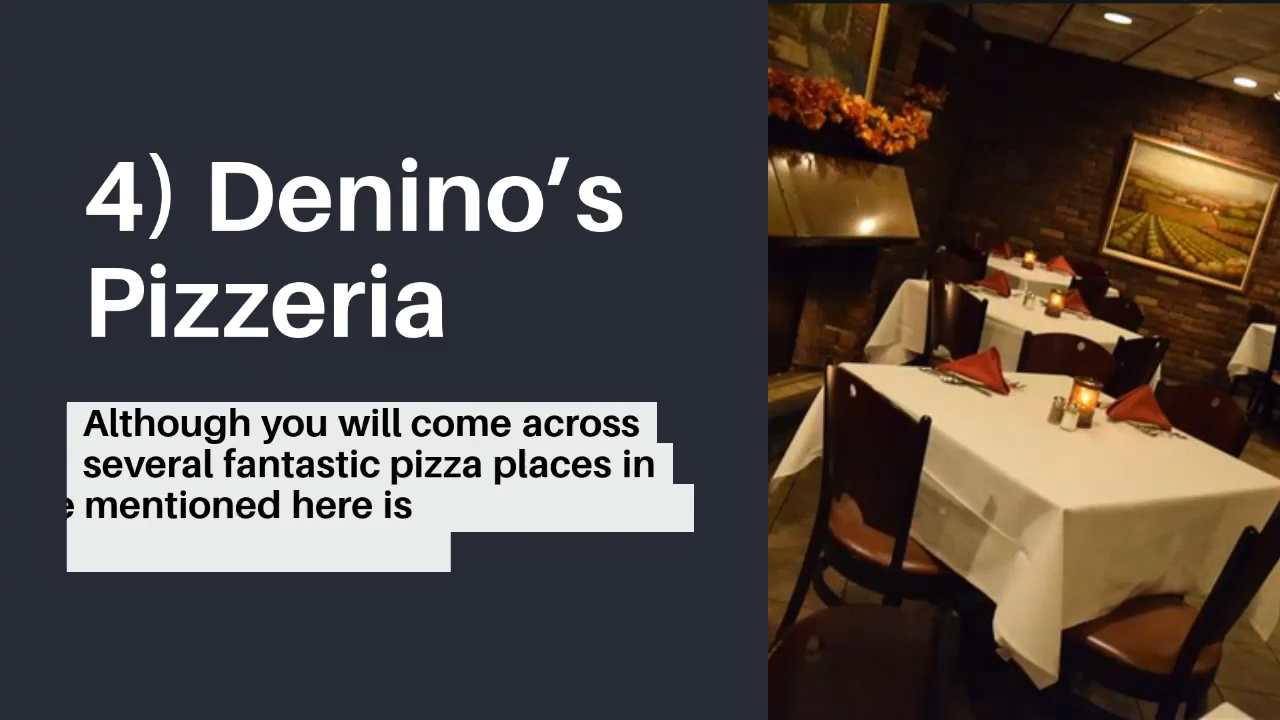 4) Denino’s
Pizzeria
Although you will come across
several fantastic pizza places in
mentioned here is